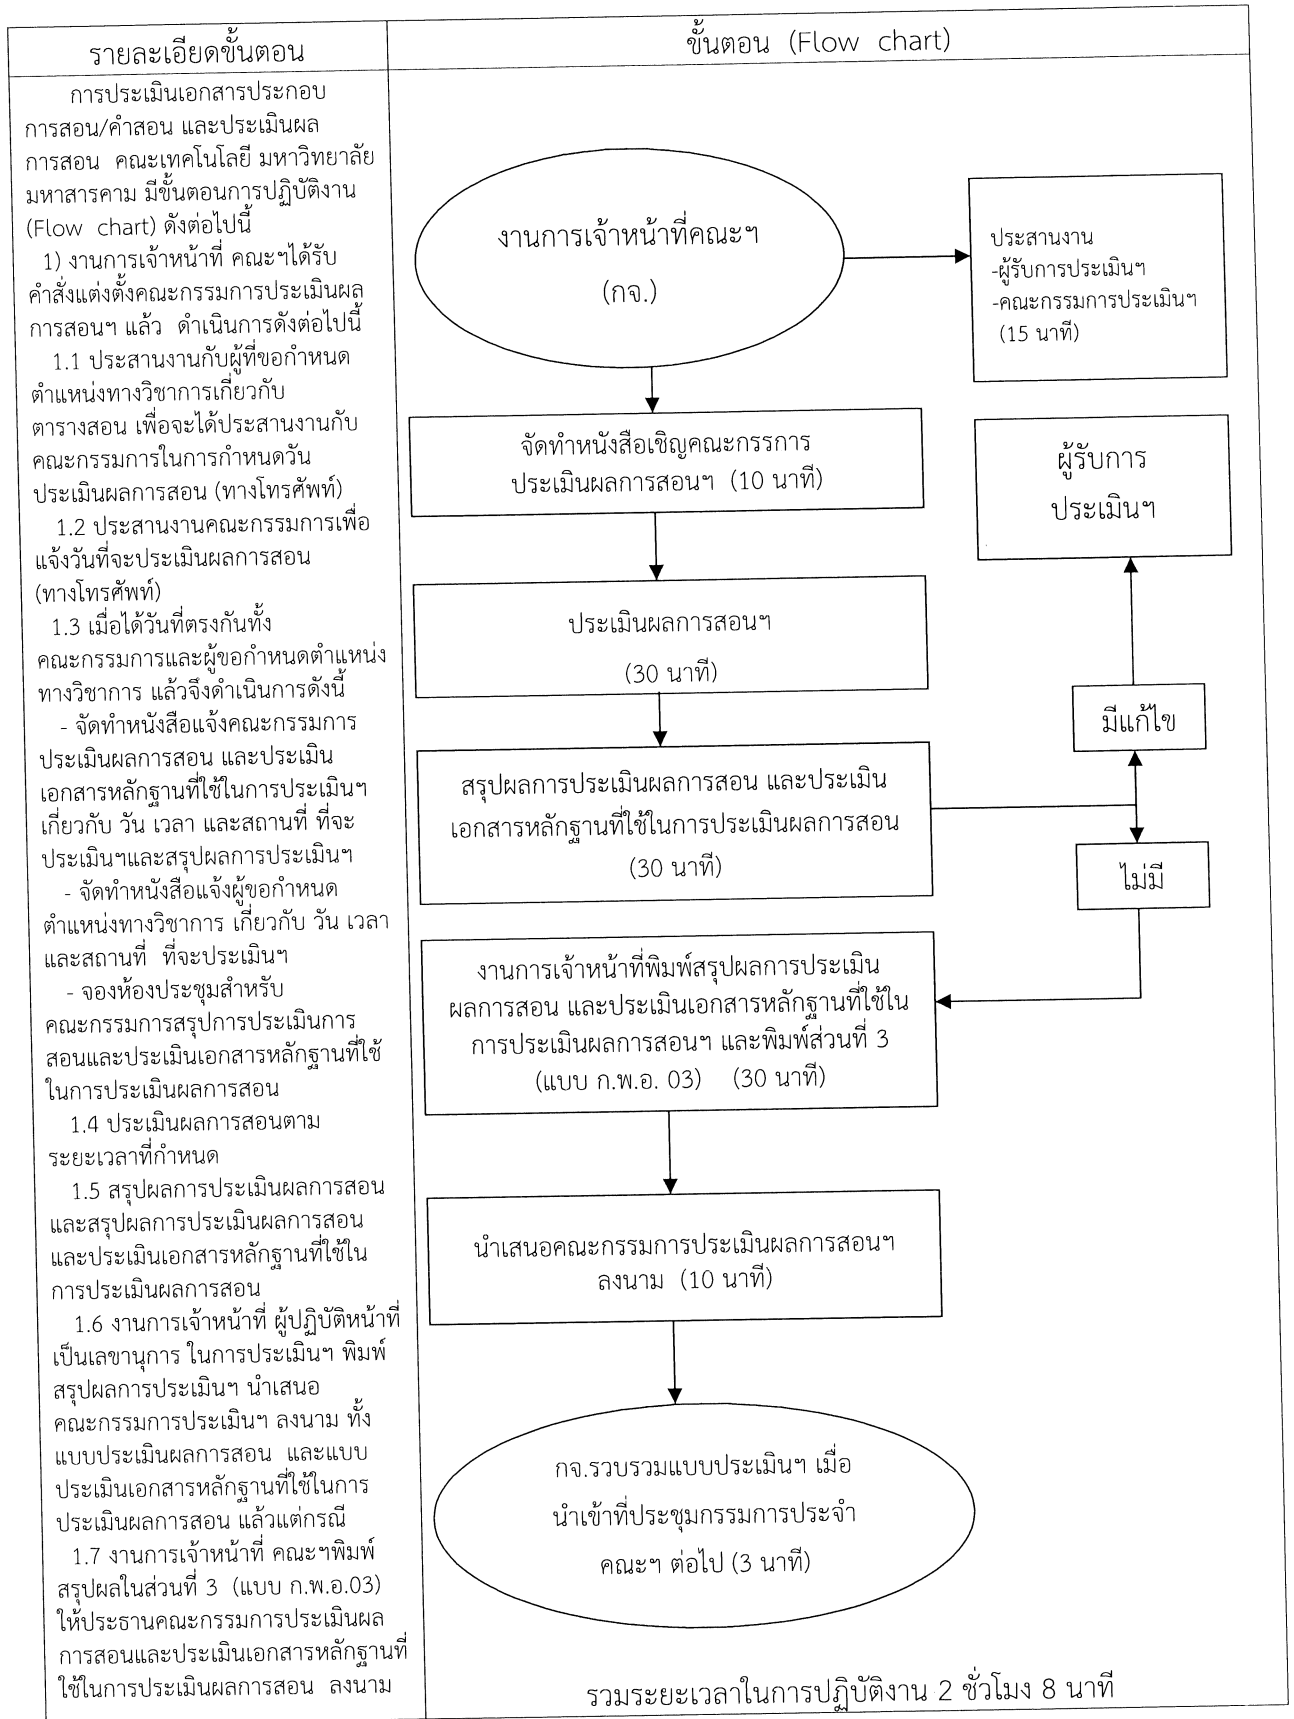 รายละเอียดขั้นตอน
ขั้นตอน (Flow chart)
การประเมินเอกสารประกอบ
การสอน/คำสอน และประเมินผล
การสอน คณะเทคโนโลยี มหาวิทยาลัย
มหาสารคาม มีขั้นตอนการปฏิบัติงาน
(Flow chart) ดังต่อไปนี้
1) งานการเจ้าหน้าที่ คณะฯได้รับ
คำสั่งแต่งตั้งคณะกรรมการประเมินผล
การสอนฯ แล้ว ดำเนินการดังต่อไปนี้
1.1 ประสานงานกับผู้ที่ขอกำหนด
ตำแหน่งทางวิชาการเกี่ยวกับ
ตารางสอน เพื่อจะได้ประสานงานกับ
คณะกรรมการในการกำหนดวัน
ประเมินผลการสอน (ทางโทรศัพท์)
1.2 ประสานงานคณะกรรมการเพื่อ
แจ้งวันที่จะประเมินผลการสอน
(ทางโทรศัพท์)
1.3 เมื่อได้วันที่ตรงกันทั้ง
คณะกรรมการและผู้ขอกำหนดตำแหน่ง
ทางวิชาการ แล้วจึงดำเนินการดังนี้
- จัดทำหนังสือแจ้งคณะกรรมการ
ประเมินผลการสอน และประเมิน
เอกสารหลักฐานที่ใช้ในการประเมินฯ
เกี่ยวกับ วัน เวลา และสถานที่ ที่จะ
ประเมินฯและสรุปผลการประเมินฯ
- จัดทำหนังสือแจ้งผู้ขอกำหนด
ตำแหน่งทางวิชาการ เกี่ยวกับ วัน เวลา
และสถานที่ ที่จะประเมินฯ
- จองห้องประชุมสำหรับ
คณะกรรมการสรุปการประเมินการ
สอนและประเมินเอกสารหลักฐานที่ใช้
ในการประเมินผลการสอน
1.4 ประเมินผลการสอนตาม
ระยะเวลาที่กำหนด
1.5 สรุปผลการประเมินผลการสอน
และสรุปผลการประเมินผลการสอน
และประเมินเอกสารหลักฐานที่ใช้ใน
การประเมินผลการสอน
1.6 งานการเจ้าหน้าที่ ผู้ปฏิบัติหน้าที่
เป็นเลขานุการ ในการประเมินฯ พิมพ์
สรุปผลการประเมินฯ นำเสนอ
คณะกรรมการประเมินฯ ลงนาม ทั้ง
แบบประเมินผลการสอน และแบบ
ประเมินเอกสารหลักฐานที่ใช้ในการ
ประเมินผลการสอน แล้วแต่กรณี
1.7 งานการเจ้าหน้าที่ คณะฯพิมพ์
สรุปผลในส่วนที่ 3 (แบบ ก.พ.อ.03)
ให้ประธานคณะกรรมการประเมินผล
การสอนและประเมินเอกสารหลักฐานที่
ใช้ในการประเมินผลการสอน ลงนาม
งานการเจ้าหน้าที่คณะฯ
(กจ.)
ประสานงาน
-ผู้รับการประเมินฯ
-คณะกรรมการประเมินฯ
(15 นาที)
จัดทำหนังสือเชิญคณะกรรการ
ประเมินผลการสอนฯ (10 นาที)
ผู้รับการ
ประเมินฯ
ประเมินผลการสอนฯ
(30 นาที)
มีแก้ไข
สรุปผลการประเมินผลการสอน และประเมิน
เอกสารหลักฐานที่ใช้ในการประเมินผลการสอน
(30 นาที)
ไม่มี
งานการเจ้าหน้าที่พิมพ์สรุปผลการประเมิน
ผลการสอน และประเมินเอกสารหลักฐานที่ใช้ใน
การประเมินผลการสอนฯ และพิมพ์ส่วนที่ 3
(แบบ ก.พ.อ. 03) (30 นาที)
นำเสนอคณะกรรมการประเมินผลการสอนฯ
ลงนาม (10 นาที)
กจ.รวบรวมแบบประเมินฯ เมื่อ
นำเข้าที่ประชุมกรรมการประจำ
คณะฯ ต่อไป (3 นาที)
รวมระยะเวลาในการปฏิบัติงาน 2 ชั่วโมง 8 นาที